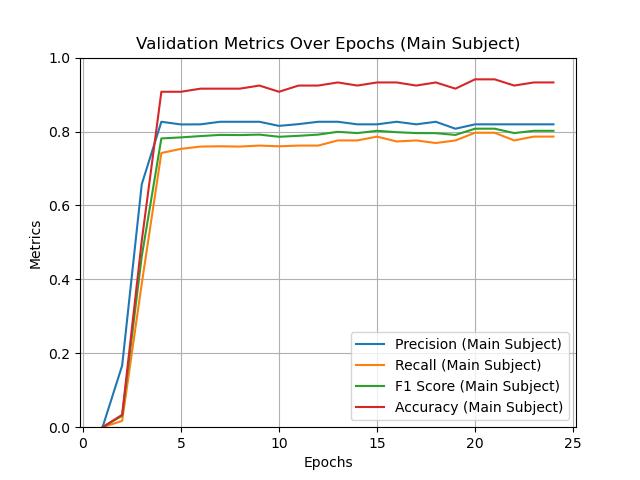 Validation Metrics Over Epochs (Main Subject)
1.0
0.8
0.6
0.4
0.2
0.0
Metrics
0
5
10
15
20
25
Epochs
Precision (Main Subject)
Recall (Main Subject)
F1 Score (Main Subject)
Accuracy (Main Subject)